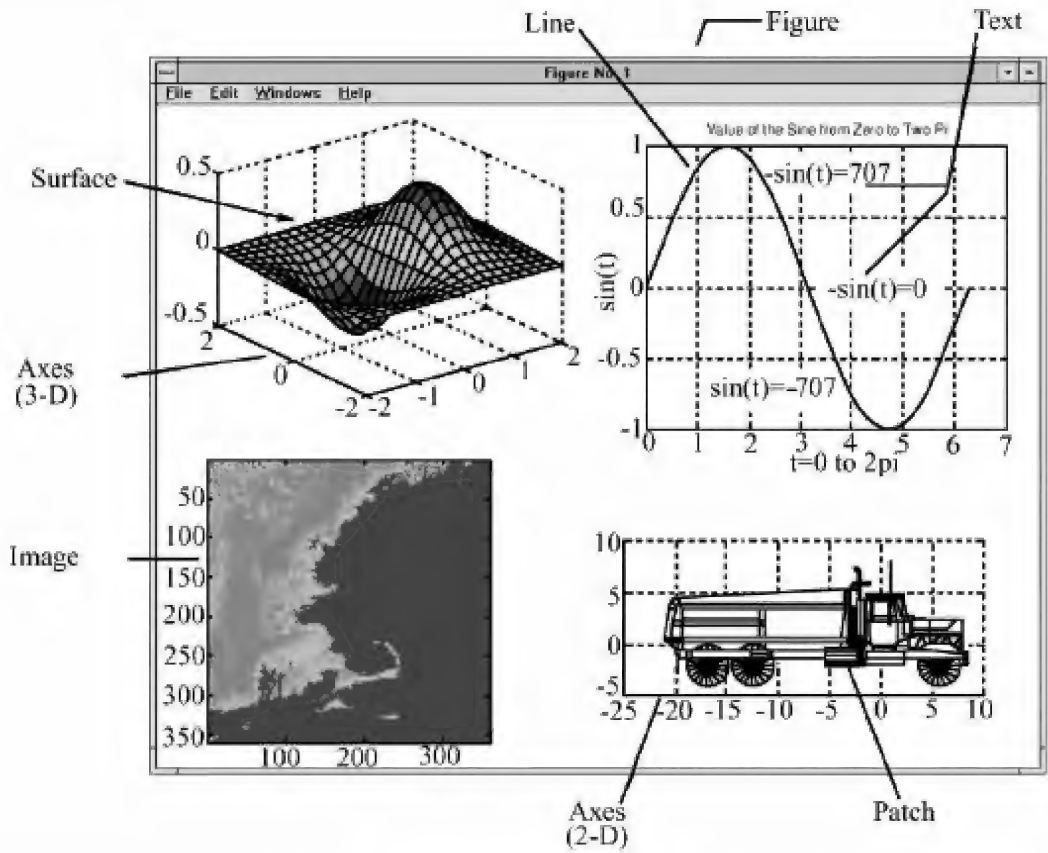 Line
Figure
Text
Figure No. 1
File Edit Windows Help
Surface
0.5
0
-0.5
2
0
-2
-2
-1
0
1
2
Axes
(3-D)
Value of the Sine from Zero to Two Pi
1
0.5
0
-0.5
-1
sin(t)
-sin(t)=707
-sin(t)=0
sin(t)=-707
0 1 2 3 4 5 6 7
t=0 to 2pi
Image
50
100
150
200
250
300
350
100 200 300
10
5
0
-5
-25 -20 -15 -10 -5 0 5 10
Axes
(2-D)
Patch